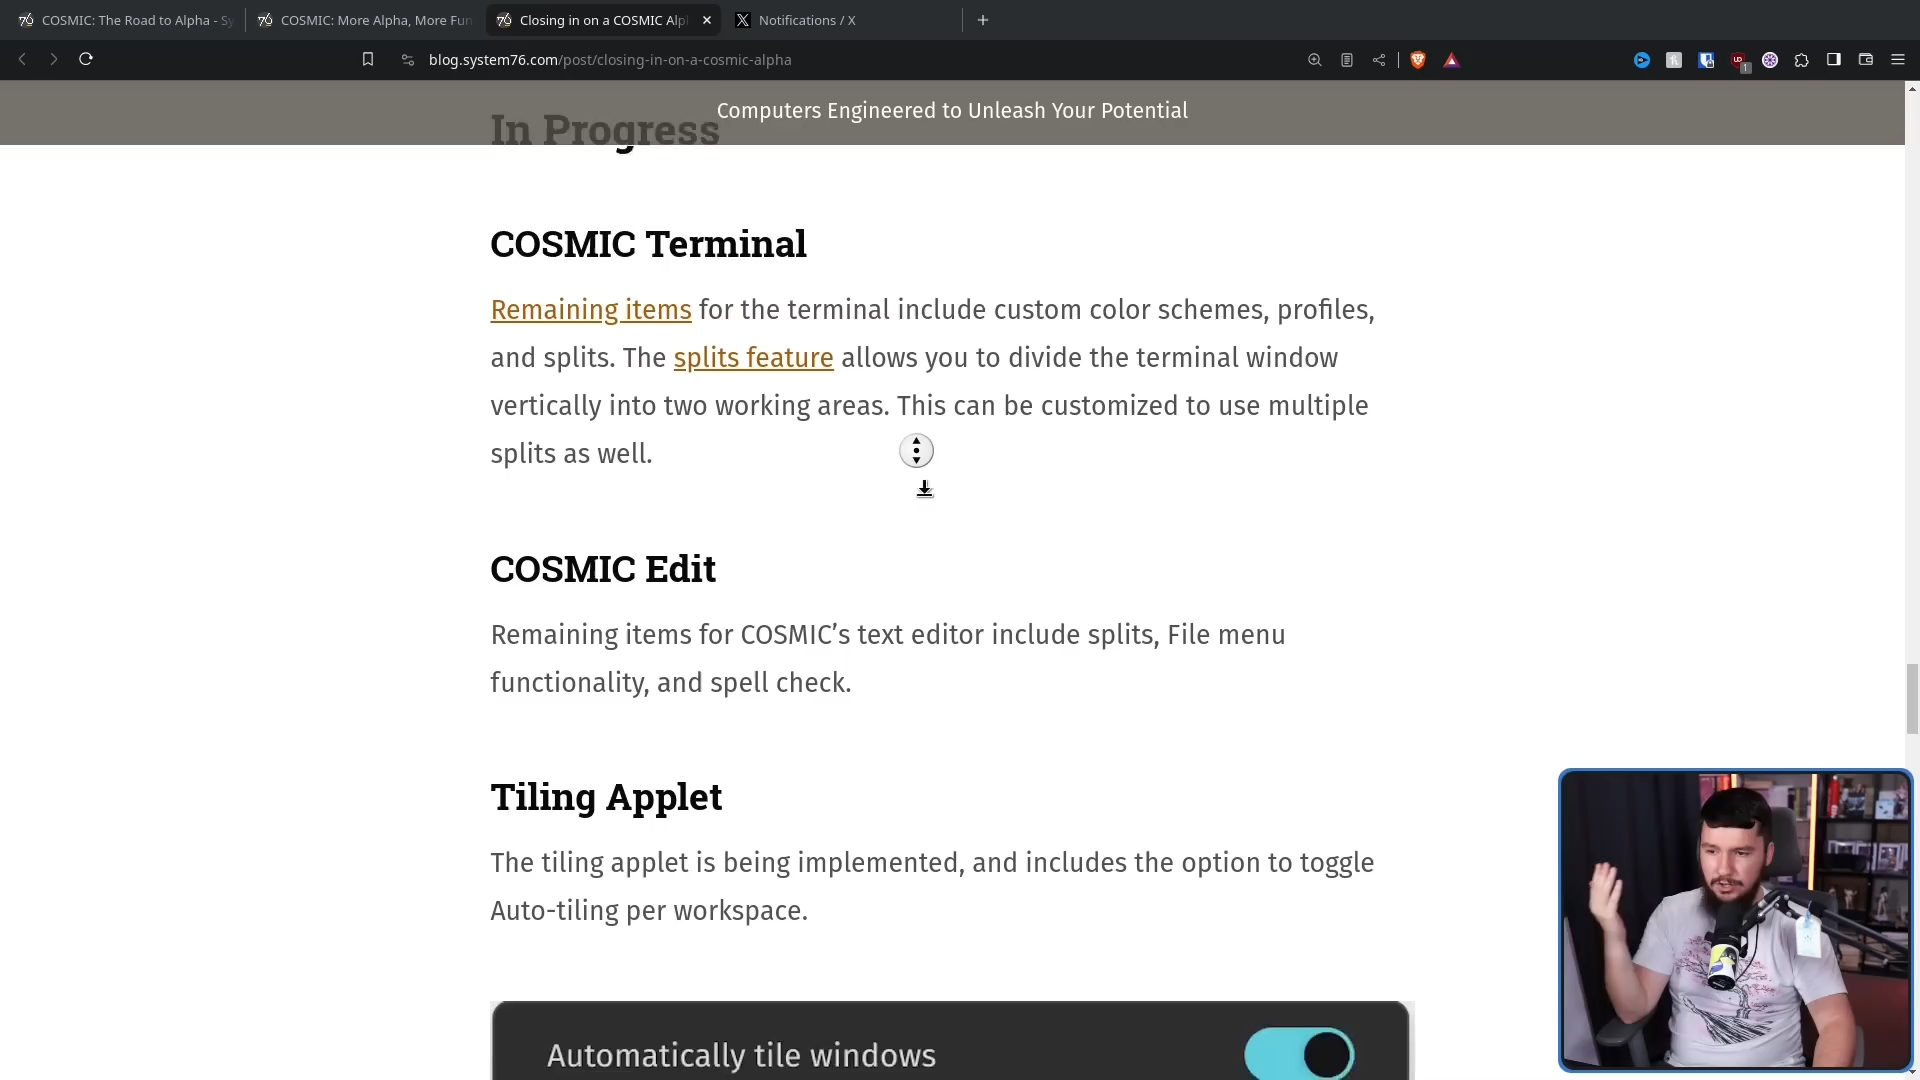 COSMIC: The Road to Alpha - Sy
COSMIC: More Alpha, More Fun
Closing in on a COSMIC Alp
Notifications / X
blog.system76.com/post/closing-in-on-a-cosmic-alpha
Computers Engineered to Unleash Your Potential
In Progress
COSMIC Terminal
Remaining items for the terminal include custom color schemes, profiles,
and splits. The splits feature allows you to divide the terminal window
vertically into two working areas. This can be customized to use multiple
splits as well.
COSMIC Edit
Remaining items for COSMIC’s text editor include splits, File menu
functionality, and spell check.
Tiling Applet
The tiling applet is being implemented, and includes the option to toggle
Auto-tiling per workspace.
Automatically tile windows